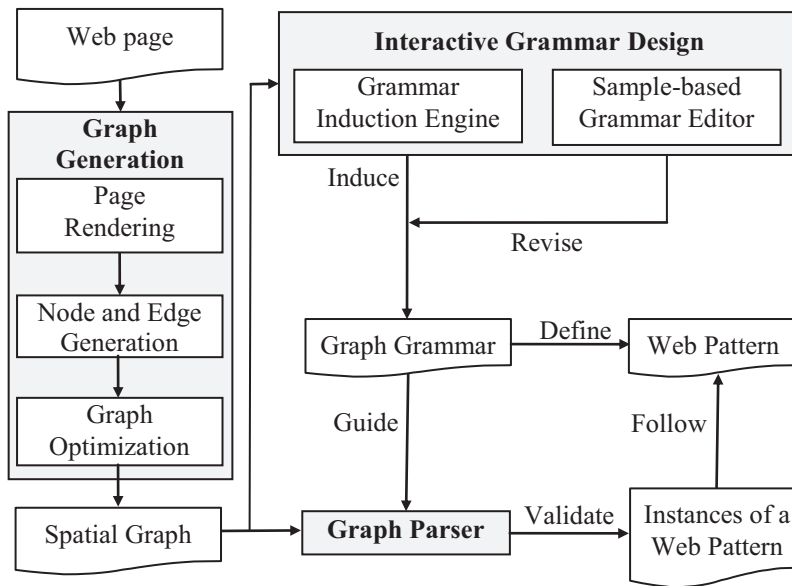 Web page
Interactive Grammar Design
Grammar
Induction Engine
Sample-based
Grammar Editor
Graph
Generation
Page
Rendering
Node and Edge
Generation
Graph
Optimization
Induce
Revise
Graph Grammar
Define
Web Pattern
Guide
Follow
Spatial Graph
Graph Parser
Validate
Instances of a
Web Pattern